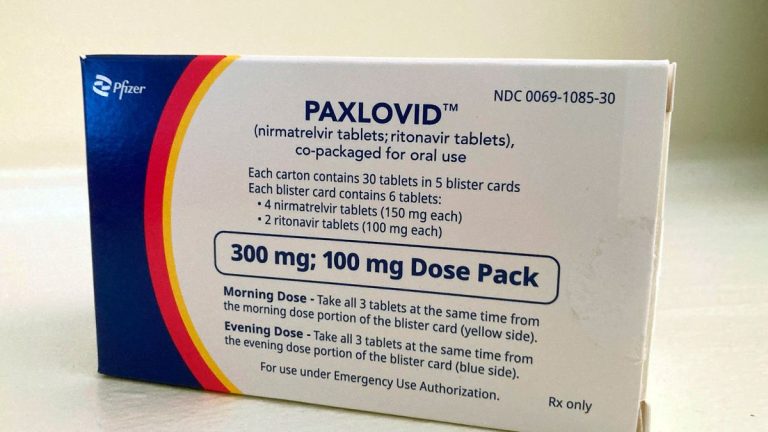 Pfizer
NDC 0069-1085-30
PAXLOVID™
(nirmatrelvir tablets; ritonavir tablets),
co-packaged for oral use
Each carton contains 30 tablets in 5 blister cards
Each blister card contains 6 tablets:
• 4 nirmatrelvir tablets (150 mg each)
• 2 ritonavir tablets (100 mg each)
300 mg; 100 mg Dose Pack
Morning Dose - Take all 3 tablets at the same time from
the morning dose portion of the blister card (yellow side).
Evening Dose - Take all 3 tablets at the same time from
the evening dose portion of the blister card (blue side).
For use under Emergency Use Authorization.
Rx only